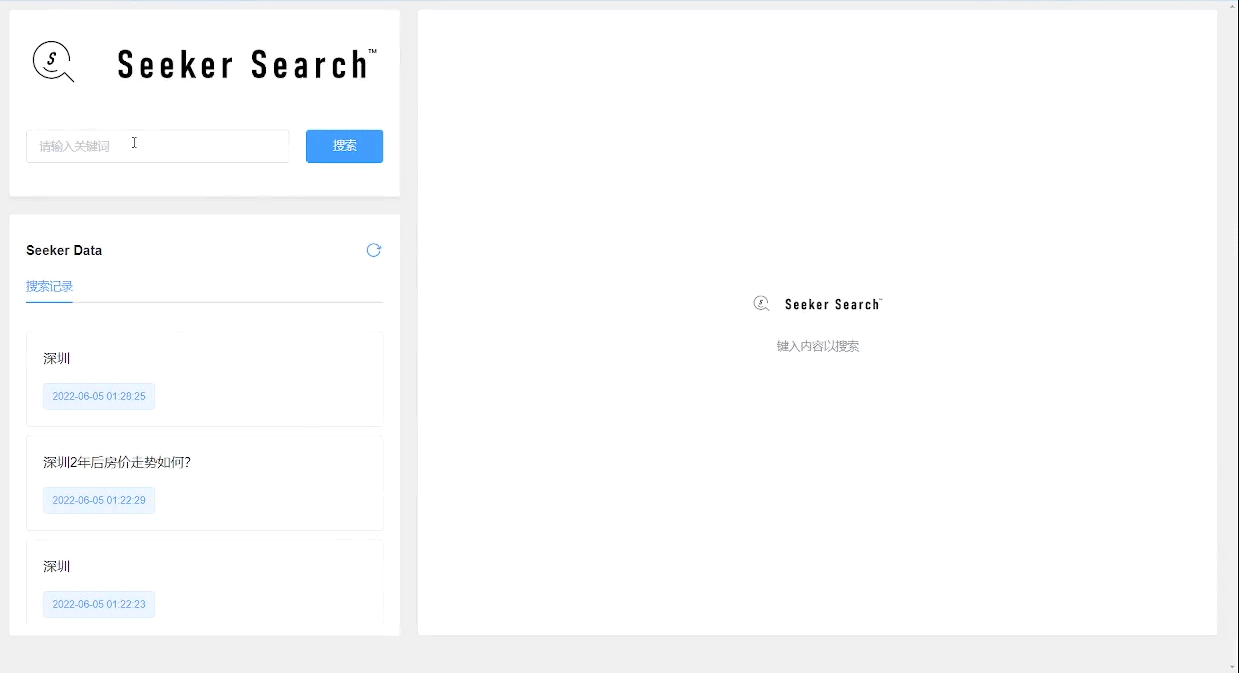 S
Seeker Search™
请输入关键词
搜索
Seeker Data
搜索记录
深圳
2022-06-05 01:28:25
深圳2年后房价走势如何?
2022-06-05 01:22:29
深圳
2022-06-05 01:22:23
S
Seeker Search™
键入内容以搜索